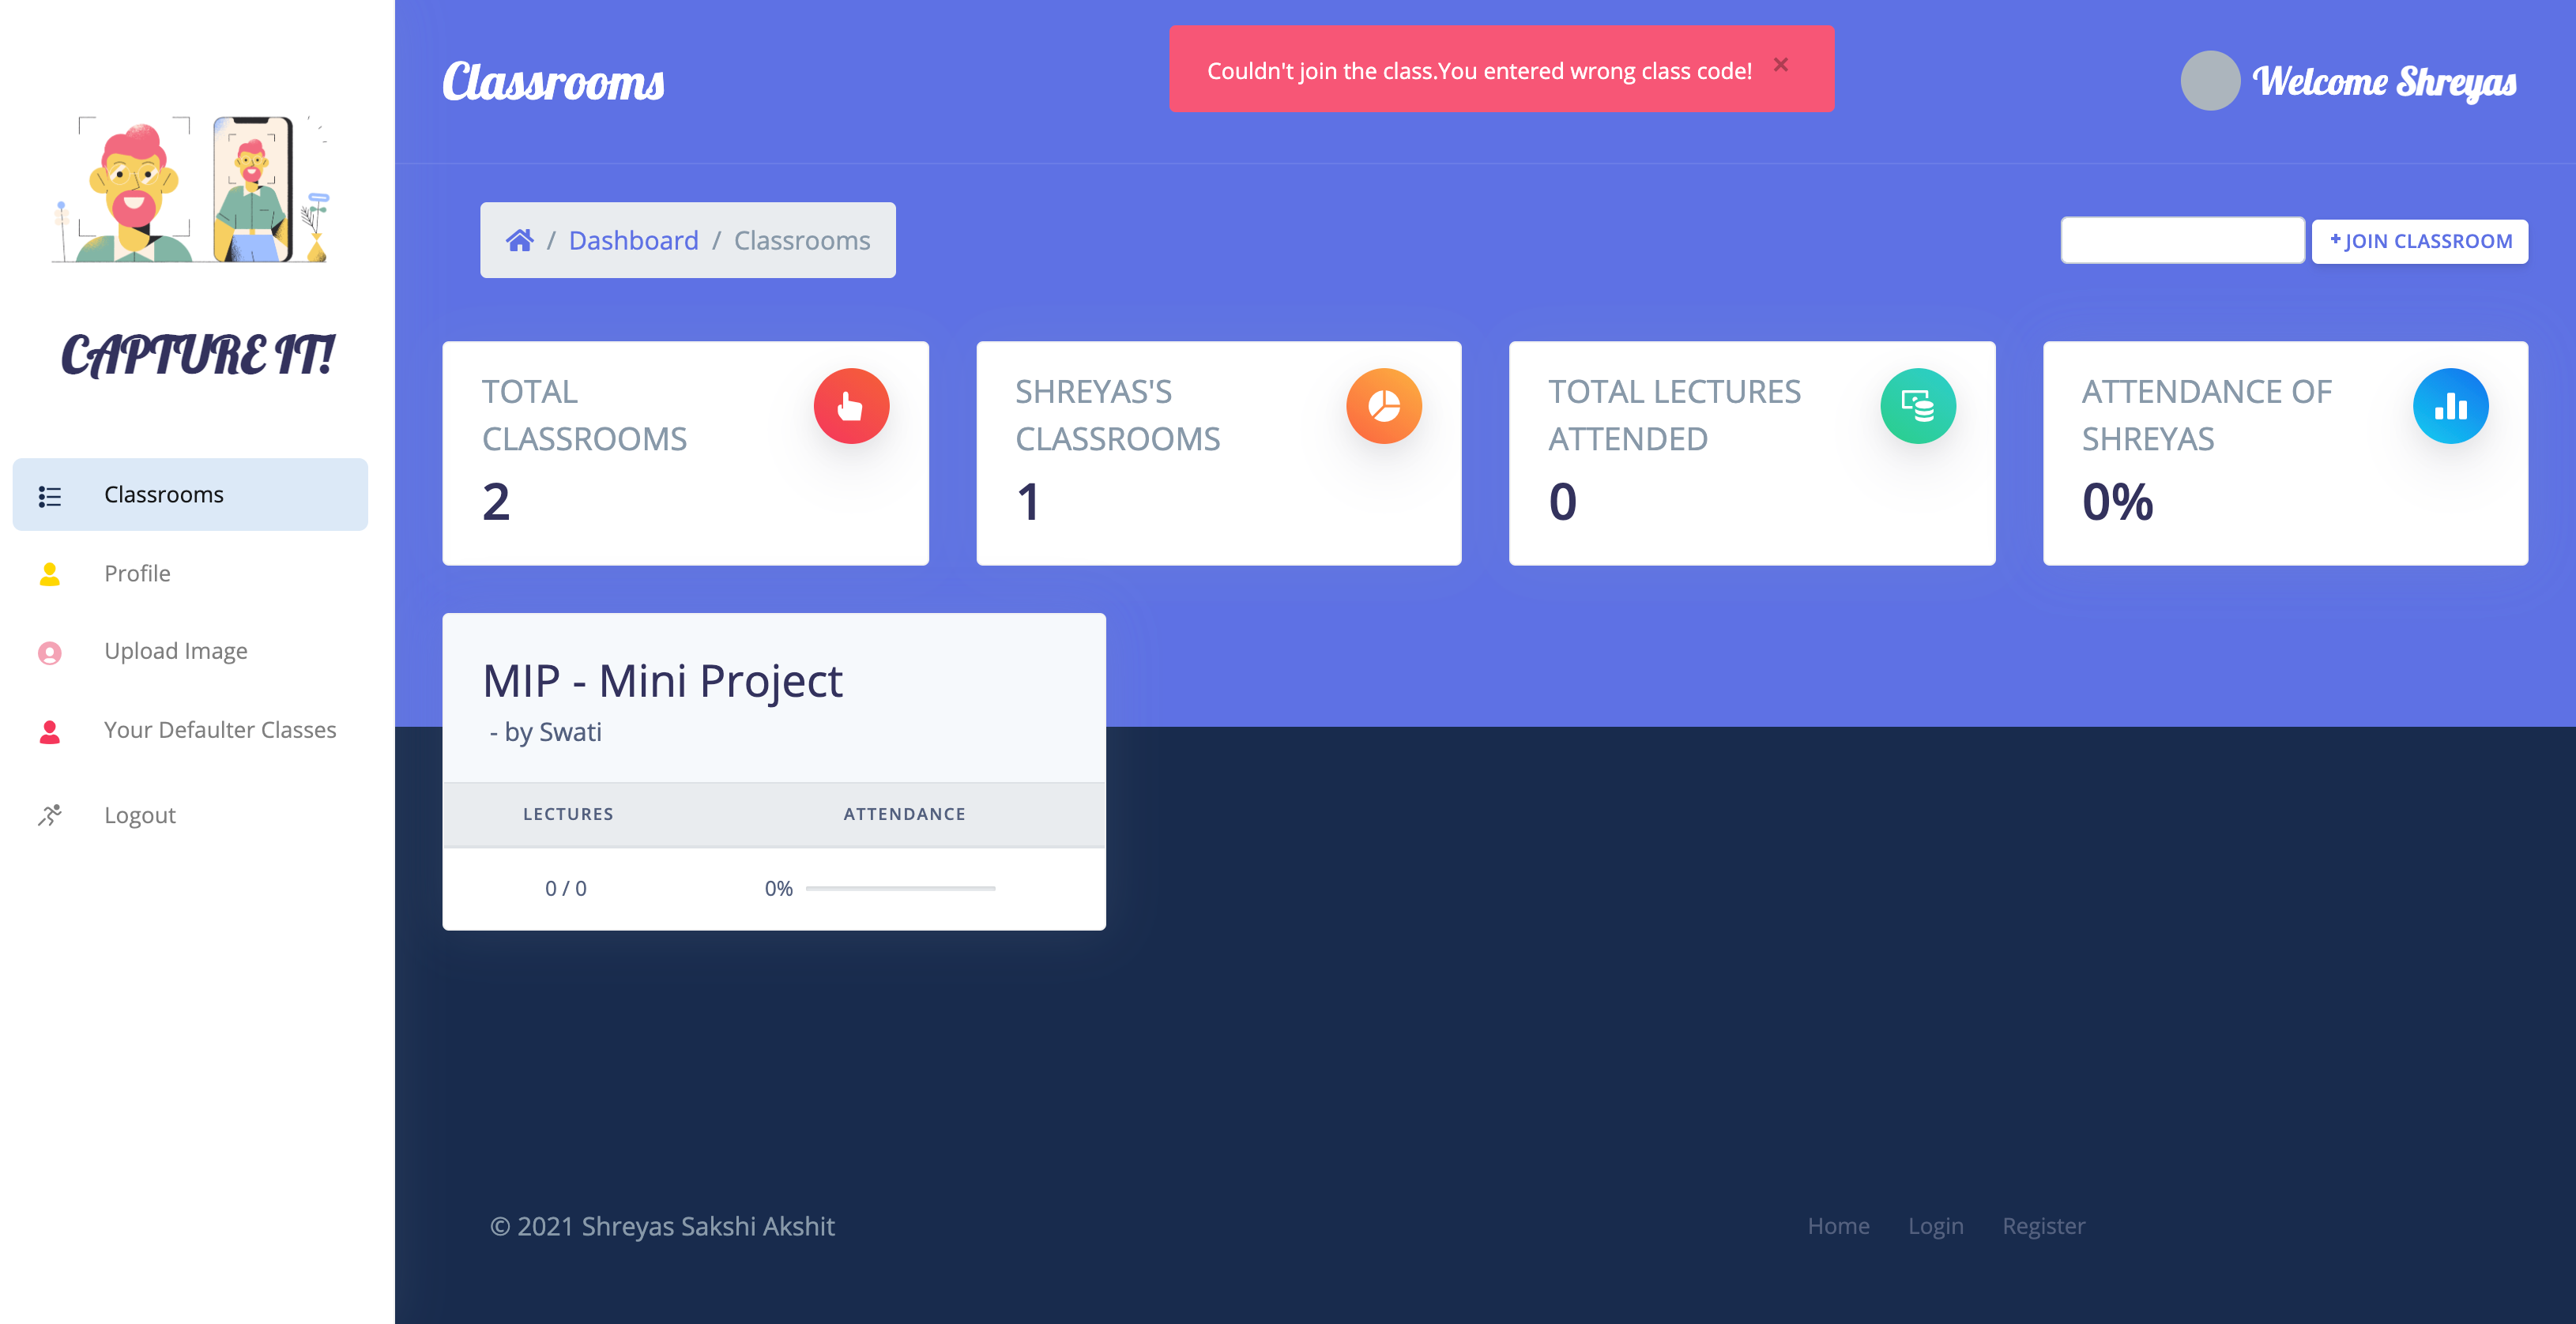 CAPTURE IT!
Classrooms
Profile
Upload Image
Your Defaulter Classes
Logout
Classrooms
Couldn't join the class.You entered wrong class code! ×
Welcome Shreyas
/ Dashboard / Classrooms
+ JOIN CLASSROOM
TOTAL
CLASSROOMS
2
SHREYAS'S
CLASSROOMS
1
TOTAL LECTURES
ATTENDED
0
ATTENDANCE OF
SHREYAS
0%
MIP - Mini Project
- by Swati
LECTURES ATTENDANCE
0 / 0 0%
© 2021 Shreyas Sakshi Akshit
Home Login Register